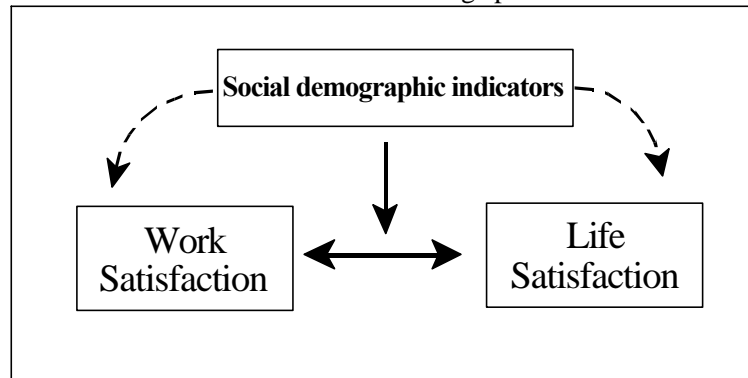 Social demographic indicators
Work
Satisfaction
Life
Satisfaction